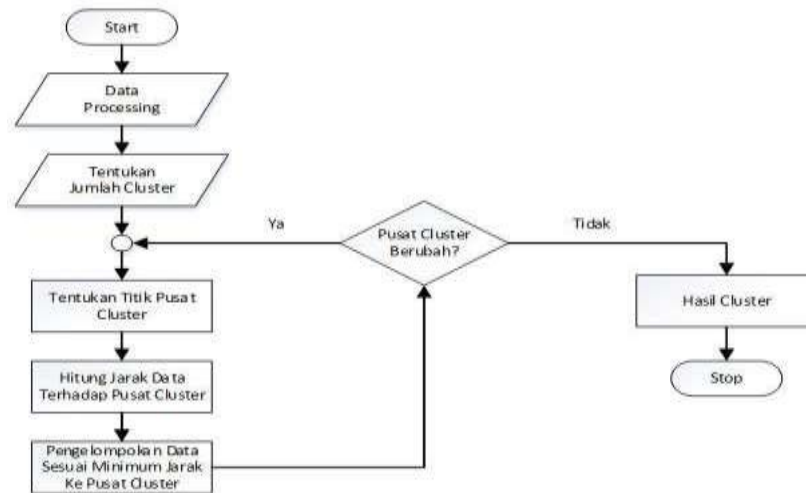 Start
Data
Processing
Tentukan
Jumlah Cluster
Ya
Pusat Cluster
Berubah?
Tidak
Tentukan Titik Pusat
Cluster
Hasil Cluster
Hitung Jarak Data
Terhadap Pusat Cluster
Stop
Pengelompokan Data
Sesuai Minimum Jarak
Ke Pusat Cluster